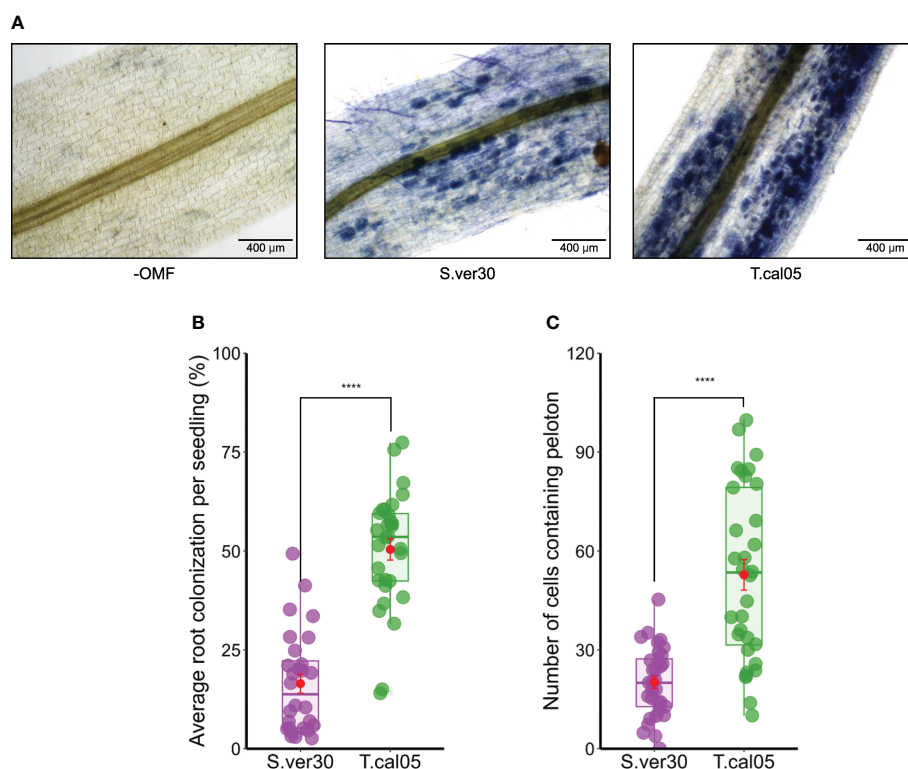 A
400 µm
400 µm
400 µm
-OMF
S.ver30
T.cal05
B
Average root colonization per seedling (%)
100
75
50
25
0
****
S.ver30
T.cal05
C
Number of cells containing peloton
120
90
60
30
0
****
S.ver30
T.cal05